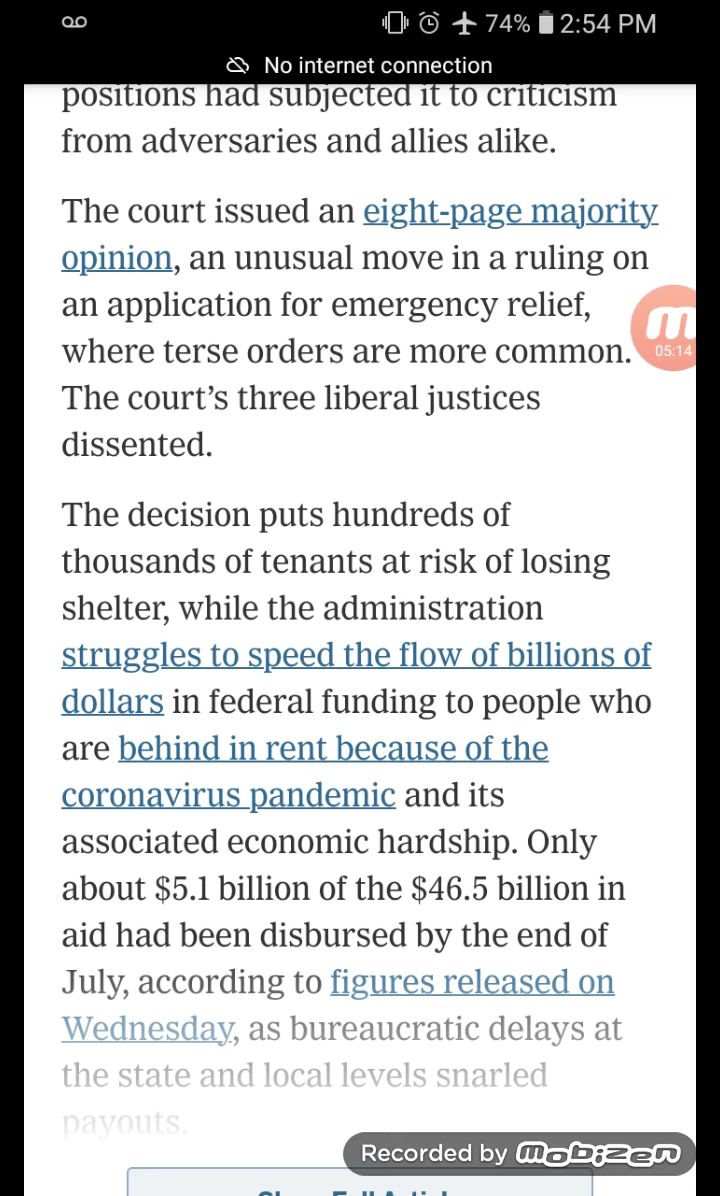 74% 2:54 PM
No internet connection
positions had subjected it to criticism
from adversaries and allies alike.
The court issued an eight-page majority
opinion, an unusual move in a ruling on
an application for emergency relief,
m
05:14
where terse orders are more common.
The court’s three liberal justices
dissented.
The decision puts hundreds of
thousands of tenants at risk of losing
shelter, while the administration
struggles to speed the flow of billions of
dollars in federal funding to people who
are behind in rent because of the
coronavirus pandemic and its
associated economic hardship. Only
about $5.1 billion of the $46.5 billion in
aid had been disbursed by the end of
July, according to figures released on
Wednesday, as bureaucratic delays at
the state and local levels snarled
payouts.
Recorded by mobizen